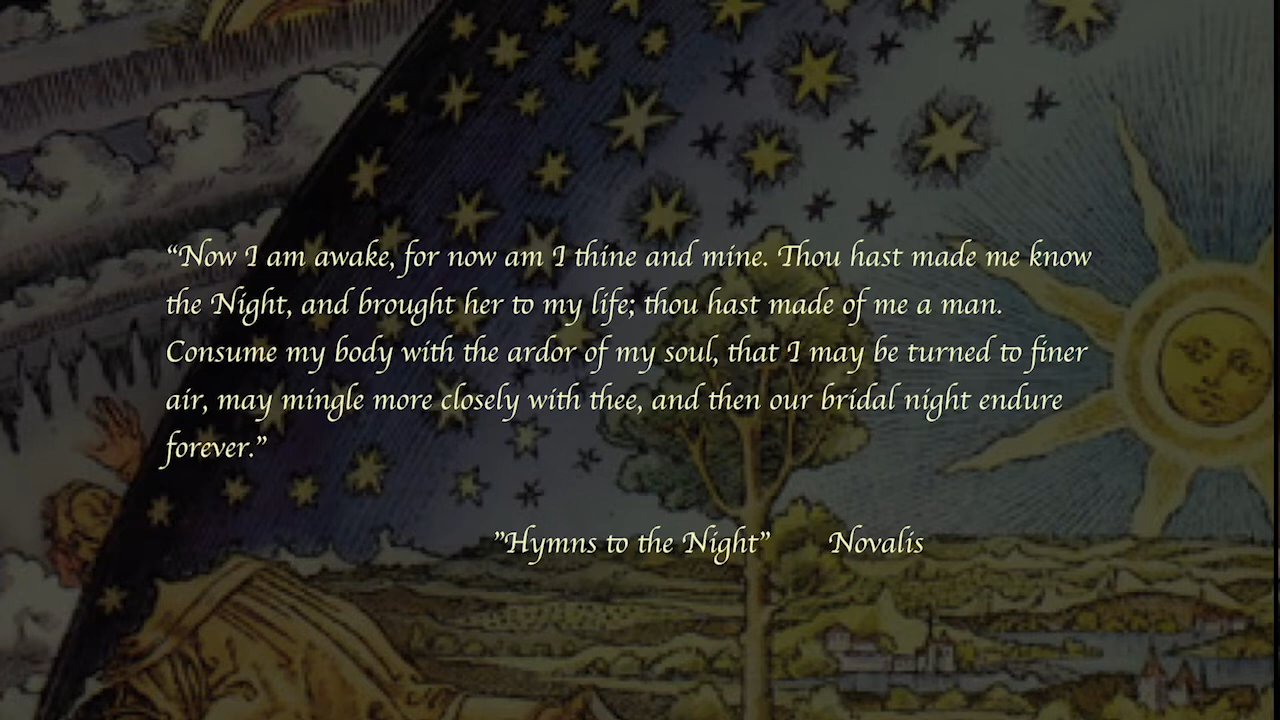 “Now I am awake, for now am I thine and mine. Thou hast made me know
the Night, and brought her to my life; thou hast made of me a man.
Consume my body with the ardor of my soul, that I may be turned to finer
air, may mingle more closely with thee, and then our bridal night endure
forever.”
"Hymns to the Night” Novalis